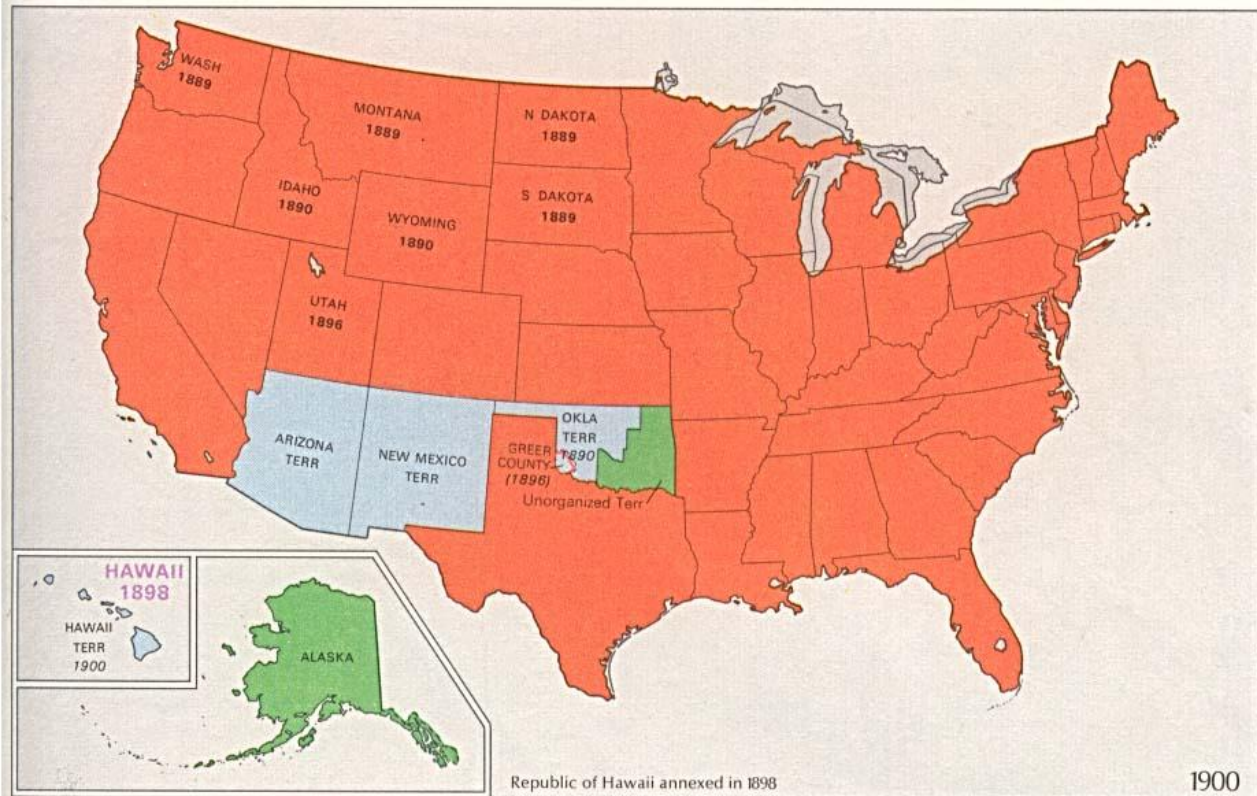 WASH
1889
MONTANA
1889
N DAKOTA
1889
IDAHO
1890
WYOMING
1890
S DAKOTA
1889
UTAH
1896
ARIZONA
TERR
NEW MEXICO
TERR
OKLA
TERR
1890
GREER
COUNTY
(1896)
Unorganized Terr
HAWAII
1898
HAWAII
TERR
1900
ALASKA
Republic of Hawaii annexed in 1898
1900